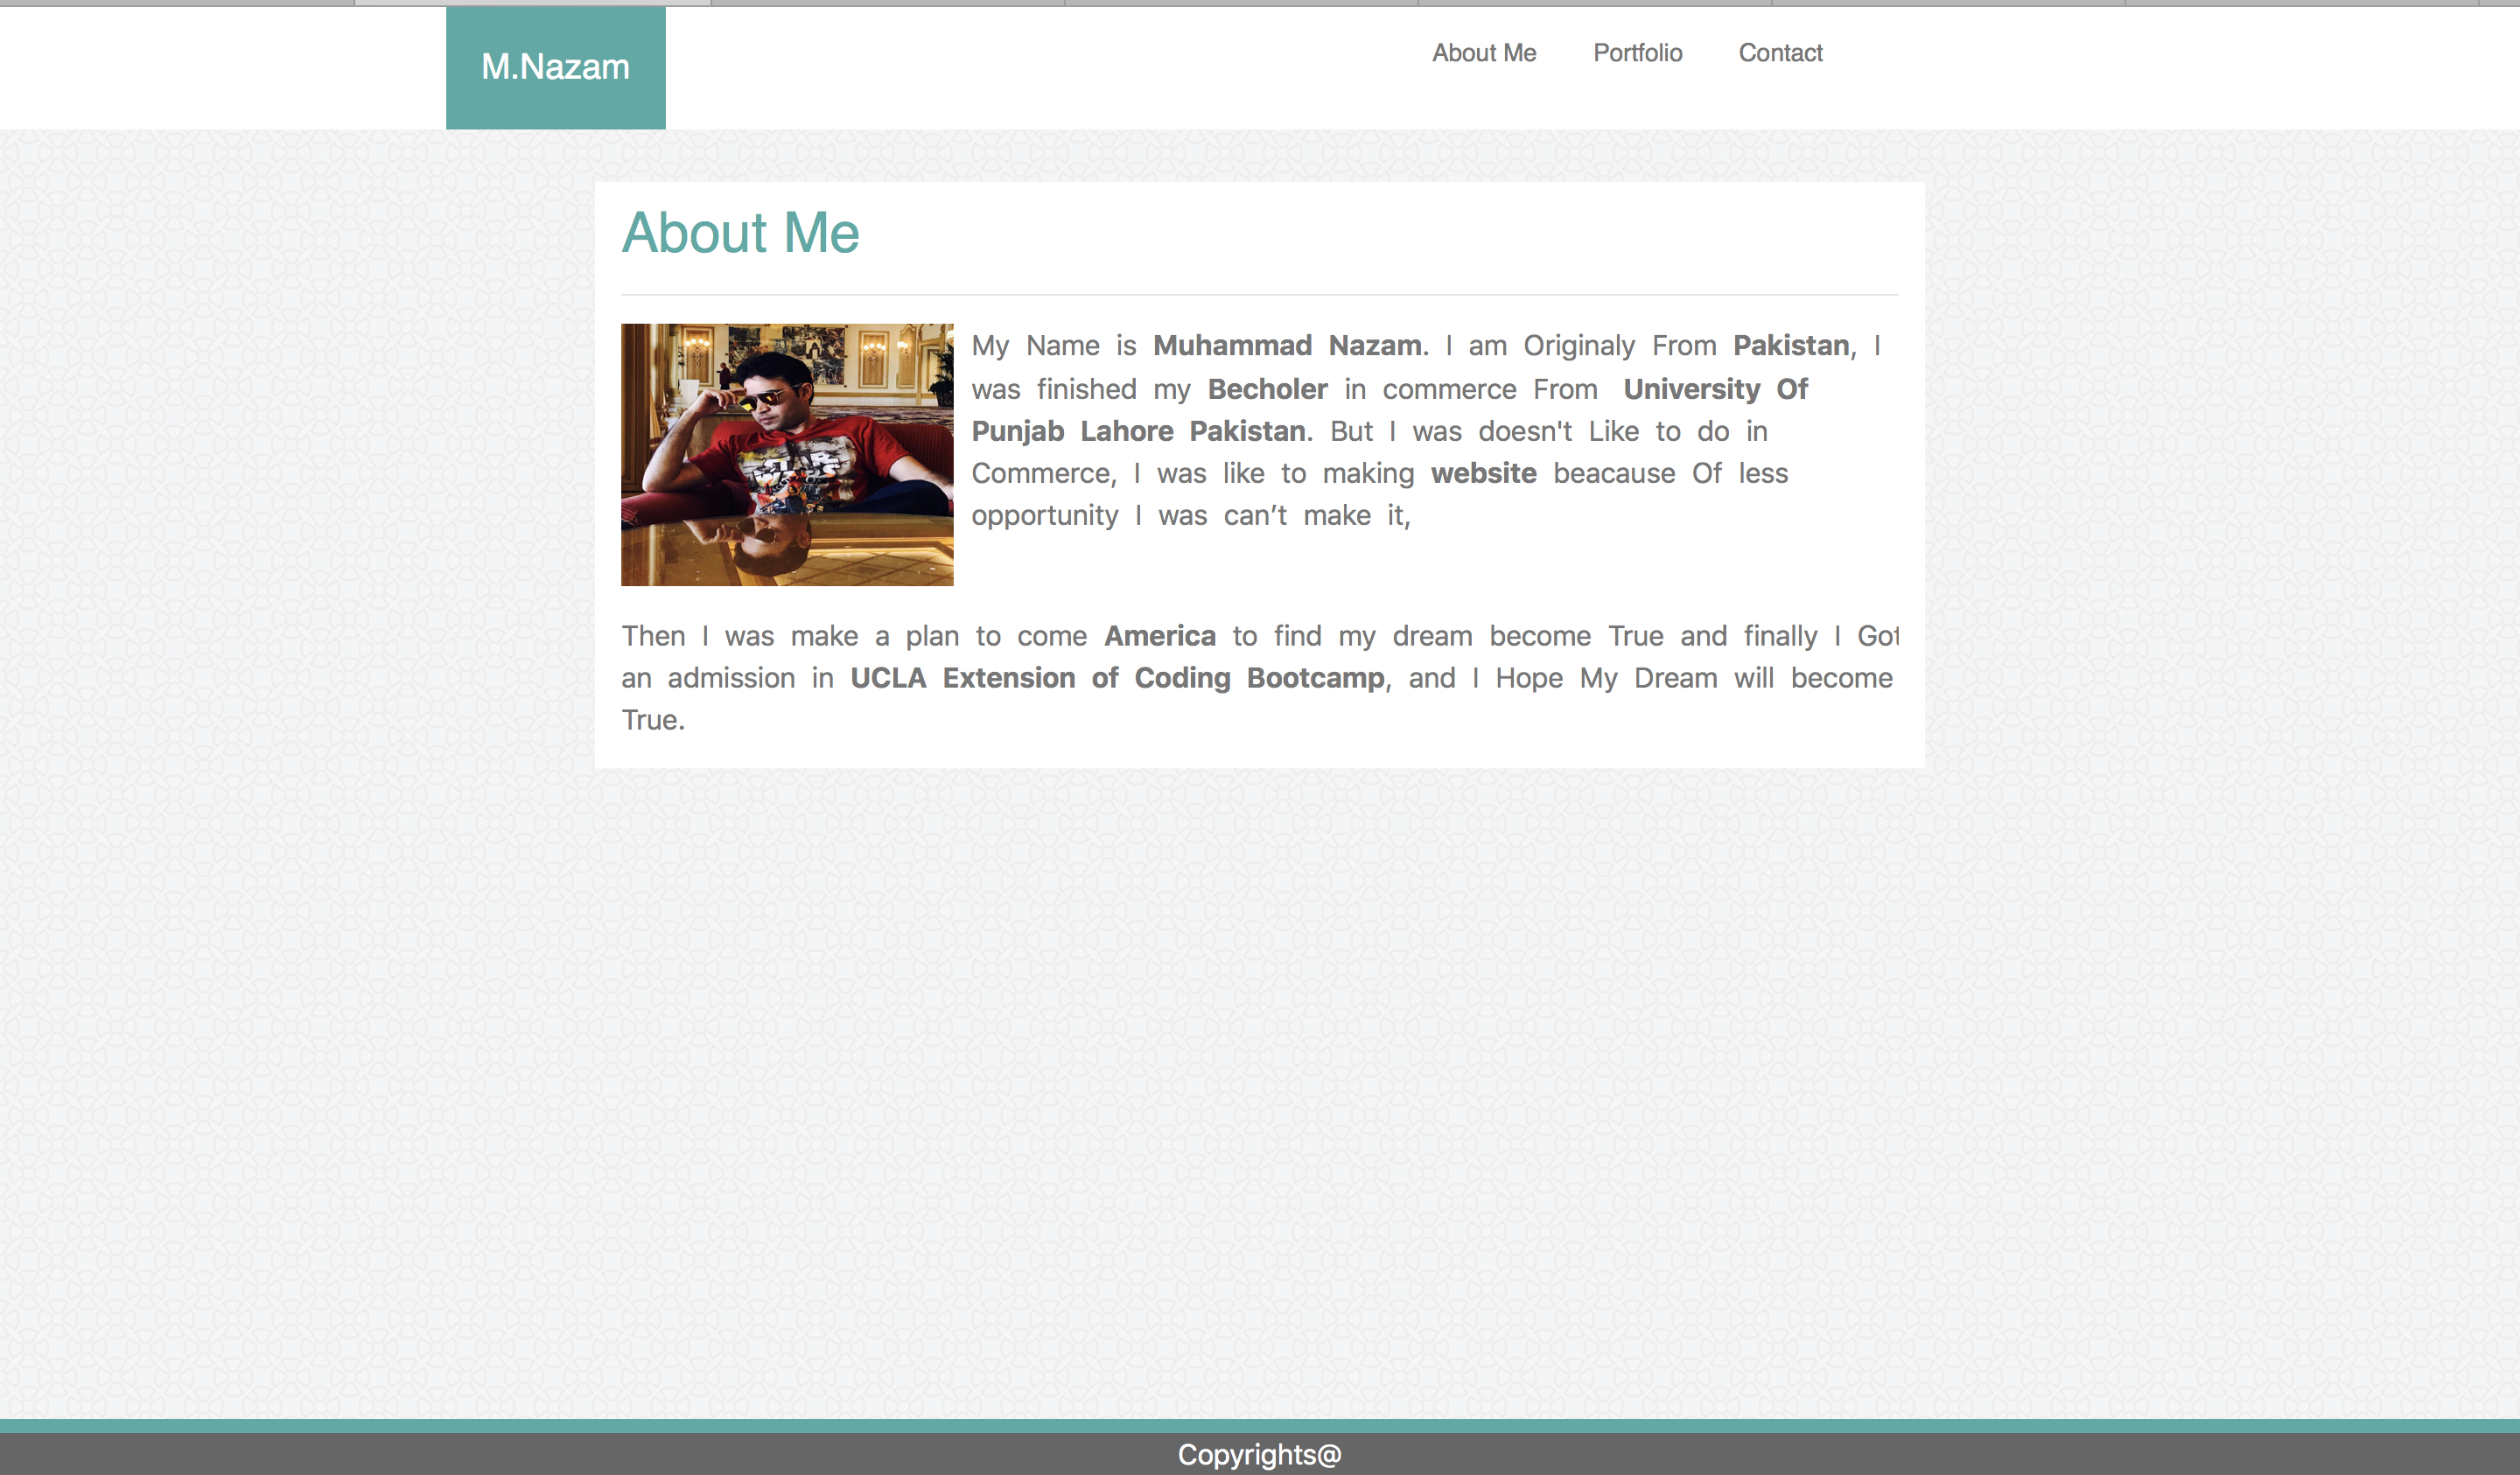 M.Nazam
About Me Portfolio Contact
About Me
My Name is Muhammad Nazam. I am Originaly From Pakistan, I
was finished my Becholer in commerce From University Of
Punjab Lahore Pakistan. But I was doesn't Like to do in
Commerce, I was like to making website beacause Of less
opportunity I was can’t make it,
STAR
WARS
Then I was make a plan to come America to find my dream become True and finally I Got
an admission in UCLA Extension of Coding Bootcamp, and I Hope My Dream will become
True.
Copyrights@